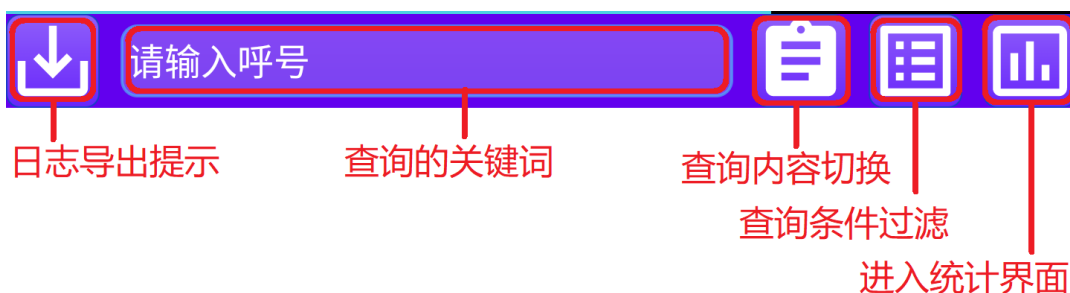 请输入呼号
日志导出提示
查询的关键词
查询内容切换
查询条件过滤
进入统计界面